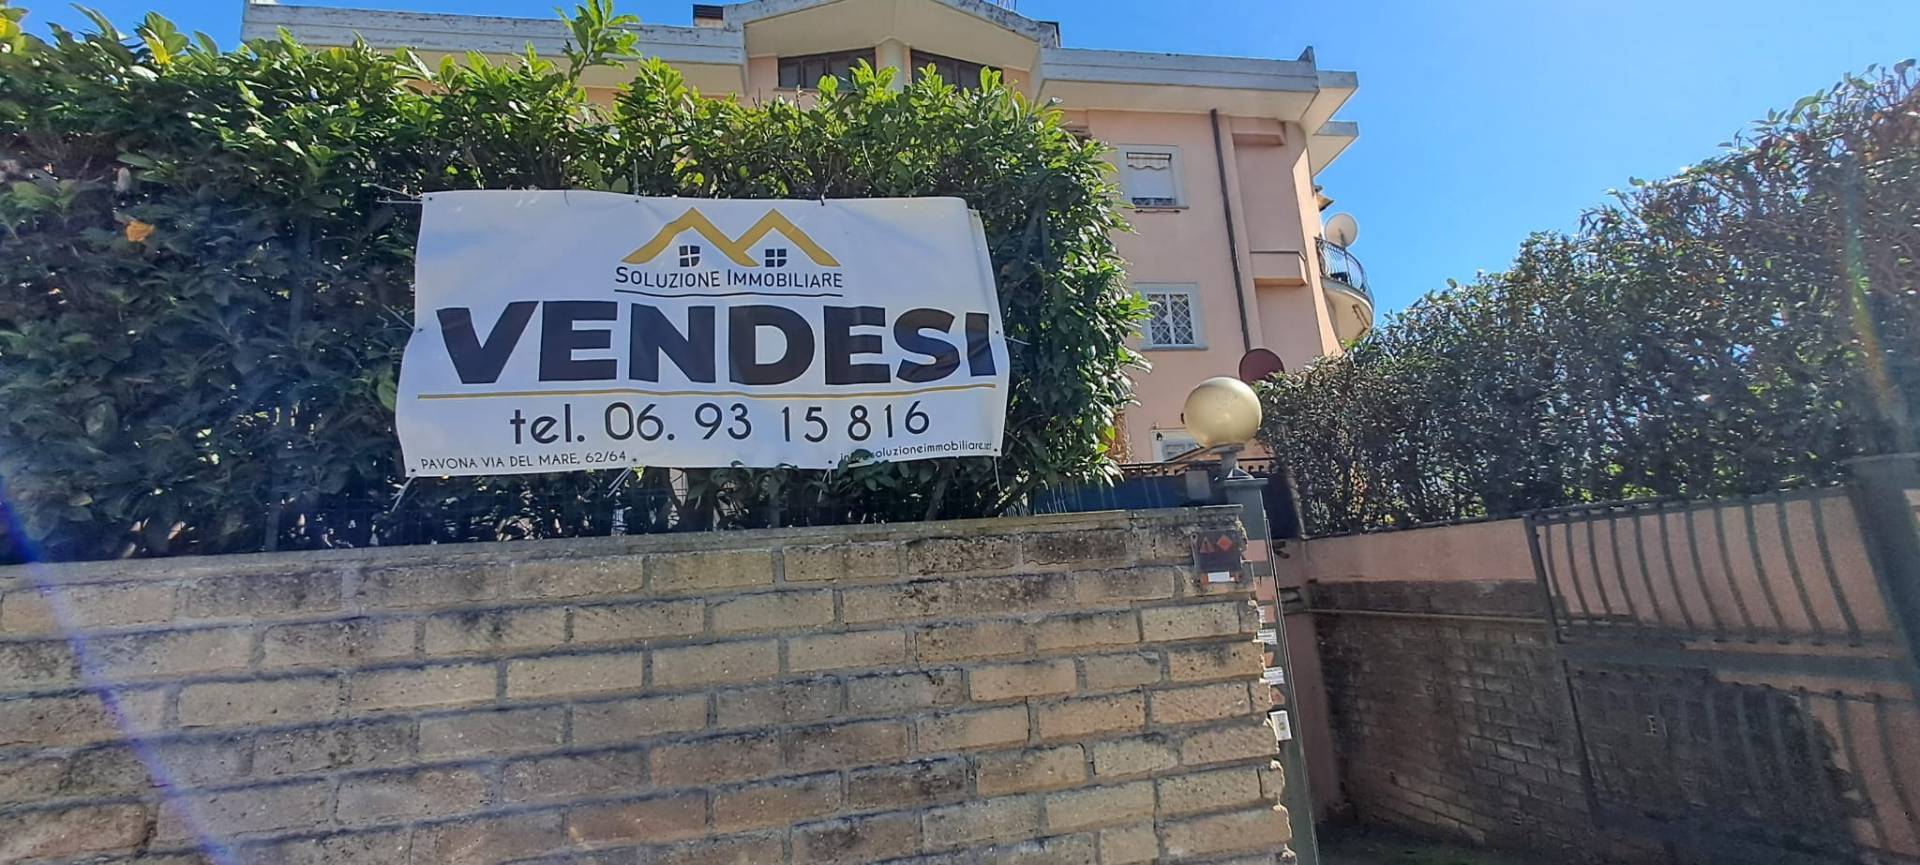 SOLUZIONE IMMOBILIARE
VENDESI
tel. 06. 93 15 816
PAVONA VIA DEL MARE, 62/64